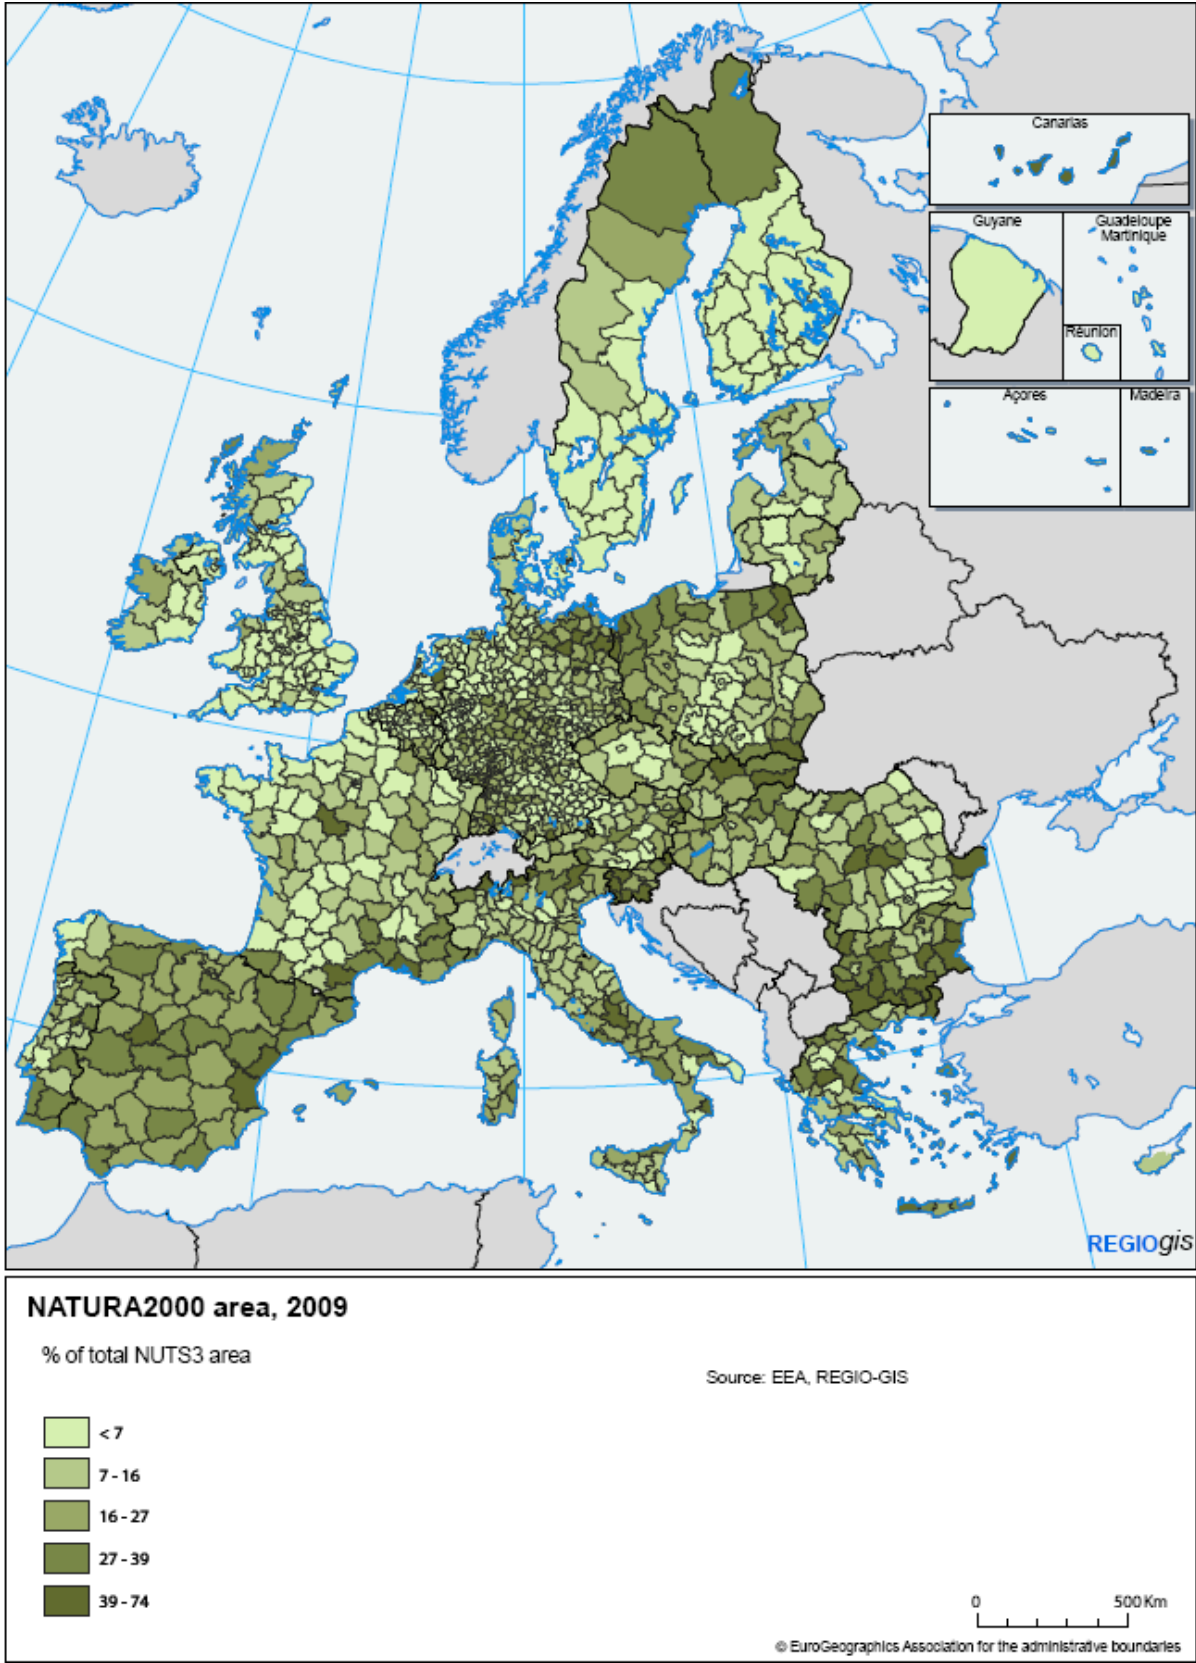 Canarias
Guyane
Guadeloupe
Martinique
Réunion
Açores
Madeira
REGIOgis
NATURA2000 area, 2009
% of total NUTS3 area
Source: EEA, REGIO-GIS
< 7
7 - 16
16 - 27
27 - 39
39 - 74
0 500 Km
© EuroGeographics Association for the administrative boundaries